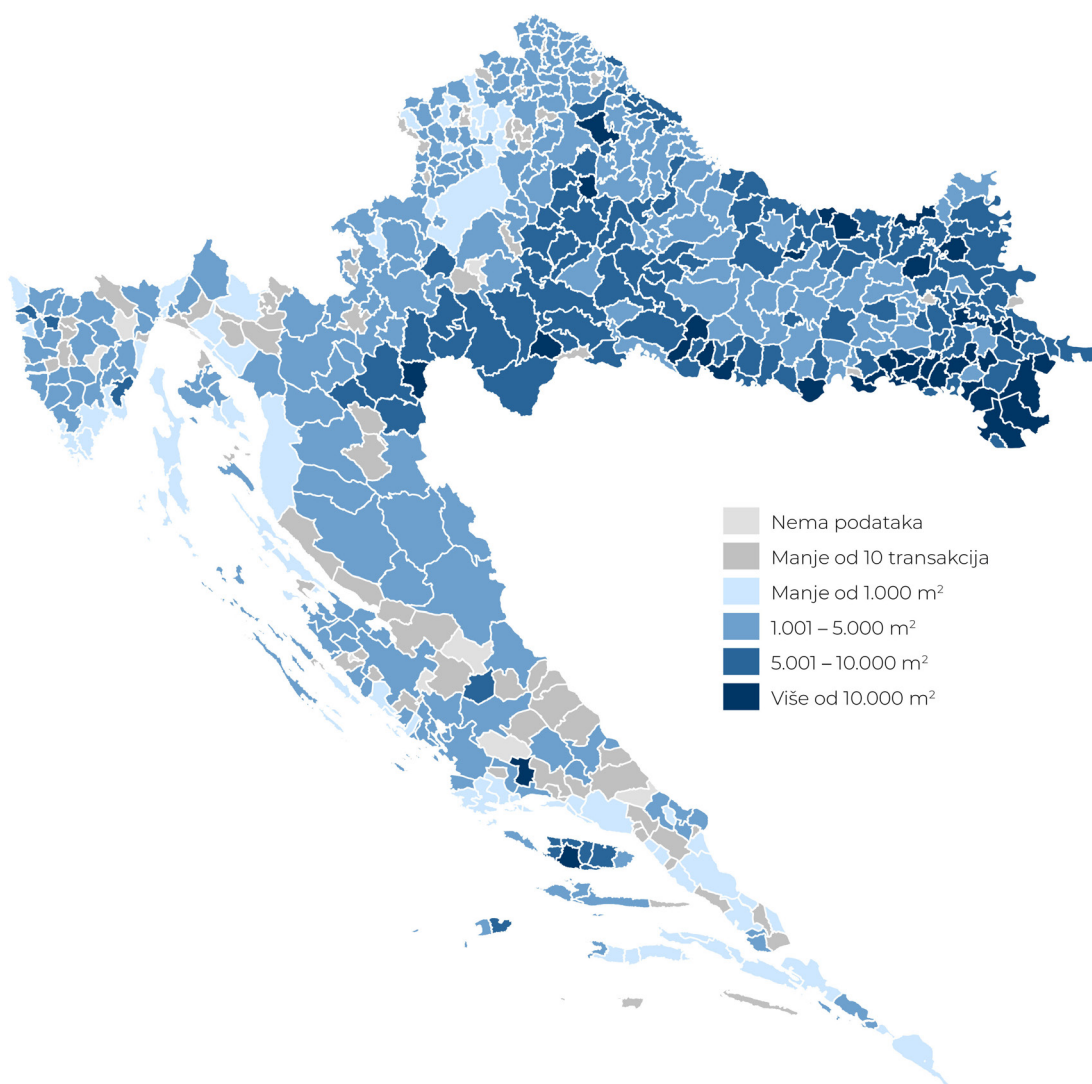 Nema podataka
Manje od 10 transakcija
Manje od 1.000 m²
1.001 – 5.000 m²
5.001 – 10.000 m²
Više od 10.000 m²